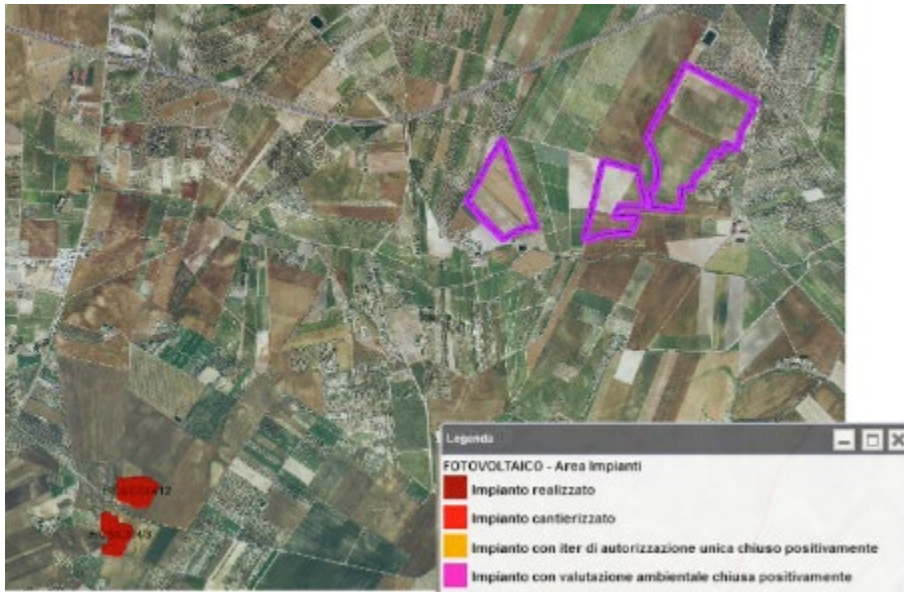 Legenda
FOTOVOLTAICO - Area Impianti
Impianto realizzato
Impianto cantierizzato
Impianto con iter di autorizzazione unica chiuso positivamente
Impianto con valutazione ambientale chiusa positivamente